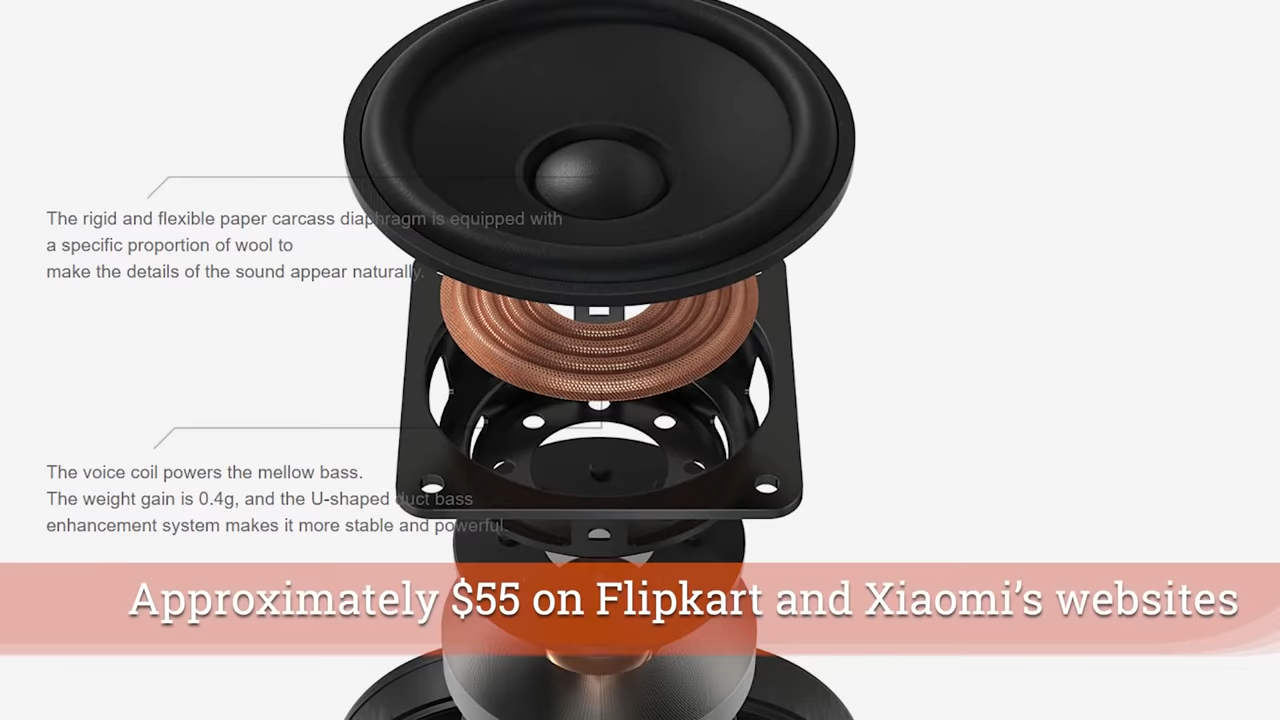 The rigid and flexible paper carcass diaphragm is equipped with
a specific proportion of wool to
make the details of the sound appear naturally.
The voice coil powers the mellow bass.
The weight gain is 0.4g, and the U-shaped duct bass
enhancement system makes it more stable and powerful.
Approximately $55 on Flipkart and Xiaomi’s websites